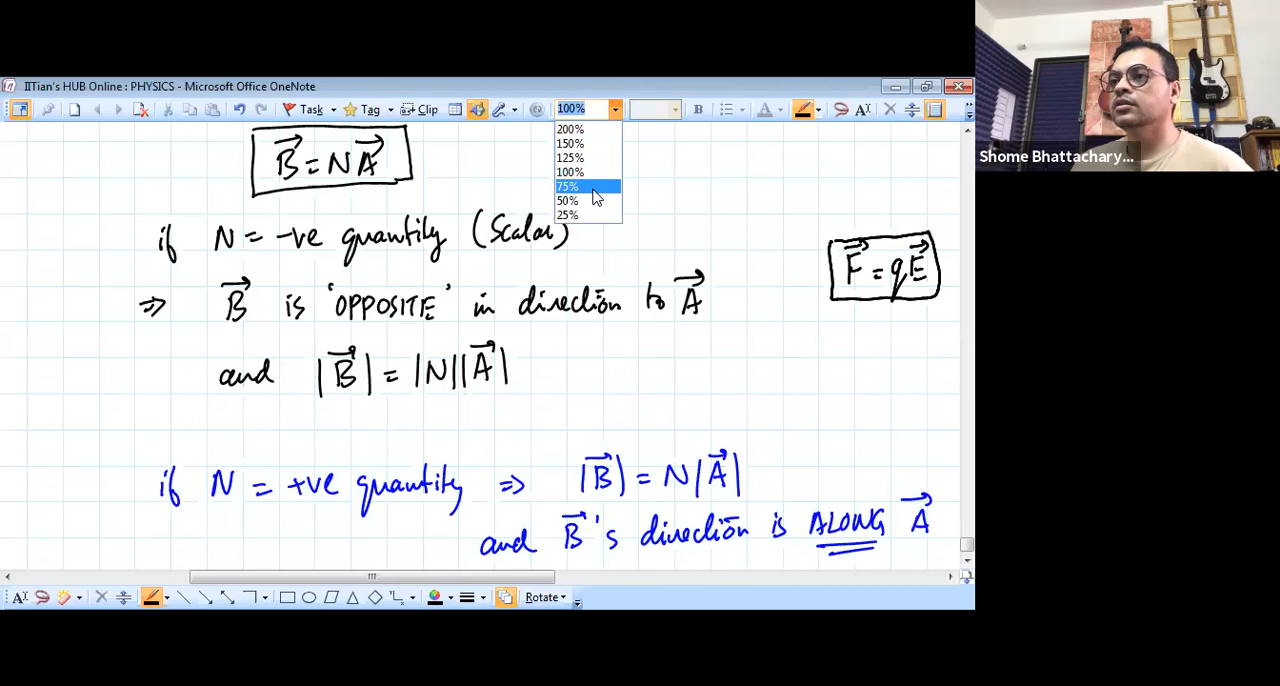 IITian's HUB Online : PHYSICS - Microsoft Office OneNote
Task
Tag
Clip
100%
B
200%
150%
125%
100%
75%
50%
25%
Shome Bhattachary...
B⃗ = NA⃗
if N = -ve quantity (Scalar)
F⃗ = qE⃗
⇒ B⃗ is 'OPPOSITE' in direction to A⃗
and |B⃗| = |N||A⃗|
if N = +ve quantity ⇒ |B⃗| = N|A⃗|
and B⃗'s direction is ALONG A⃗
Rotate